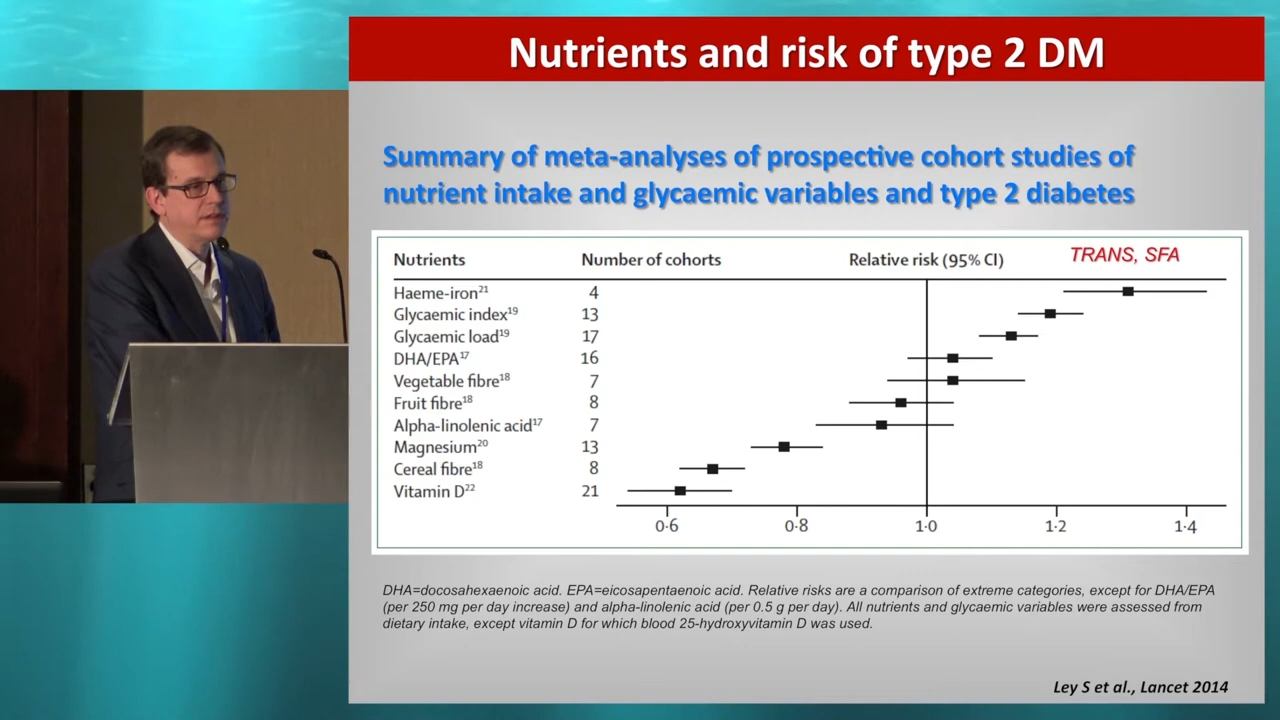 Nutrients and risk of type 2 DM
Summary of meta-analyses of prospective cohort studies of
nutrient intake and glycaemic variables and type 2 diabetes
Nutrients Number of cohorts Relative risk (95% CI) TRANS, SFA
Haeme-iron²¹ 4
Glycaemic index¹⁹ 13
Glycaemic load¹⁹ 17
DHA/EPA¹⁷ 16
Vegetable fibre¹⁸ 7
Fruit fibre¹⁸ 8
Alpha-linolenic acid¹⁷ 7
Magnesium²⁰ 13
Cereal fibre¹⁸ 8
Vitamin D²² 21
0·6 0·8 1·0 1·2 1·4
DHA=docosahexaenoic acid. EPA=eicosapentaenoic acid. Relative risks are a comparison of extreme categories, except for DHA/EPA
(per 250 mg per day increase) and alpha-linolenic acid (per 0.5 g per day). All nutrients and glycaemic variables were assessed from
dietary intake, except vitamin D for which blood 25-hydroxyvitamin D was used.
Ley S et al., Lancet 2014